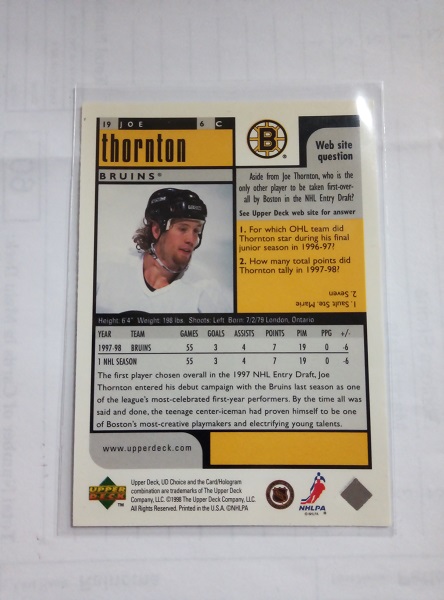 19 JOE 6 C
thornton
BRUINS®
B
®
Web site
question
Aside from Joe Thornton, who is the
only other player to be taken first-over-
all by Boston in the NHL Entry Draft?
See Upper Deck web site for answer
1. For which OHL team did
Thornton star during his final
junior season in 1996-97?
2. How many total points did
Thornton tally in 1997-98?
1. Sault Ste. Marie
2. Seven
Height: 6'4" Weight: 198 lbs. Shoots: Left Born: 7/2/79 London, Ontario
YEAR TEAM GAMES GOALS ASSISTS POINTS PIM PPG +/-
1997-98 BRUINS 55 3 4 7 19 0 -6
1 NHL SEASON 55 3 4 7 19 0 -6
The first player chosen overall in the 1997 NHL Entry Draft, Joe
Thornton entered his debut campaign with the Bruins last season as one
of the league's most-celebrated first-year performers. By the time all was
said and done, the teenage center-iceman had proven himself to be one
of Boston's most-creative playmakers and electrifying young talents.
www.upperdeck.com
UPPER
DECK
™
Upper Deck, UD Choice and the Card/Hologram
combination are trademarks of The Upper Deck
Company, LLC. ©1998 The Upper Deck Company, LLC.
All Rights Reserved. Printed in the U.S.A. ©NHLPA
NHL
NHLPA